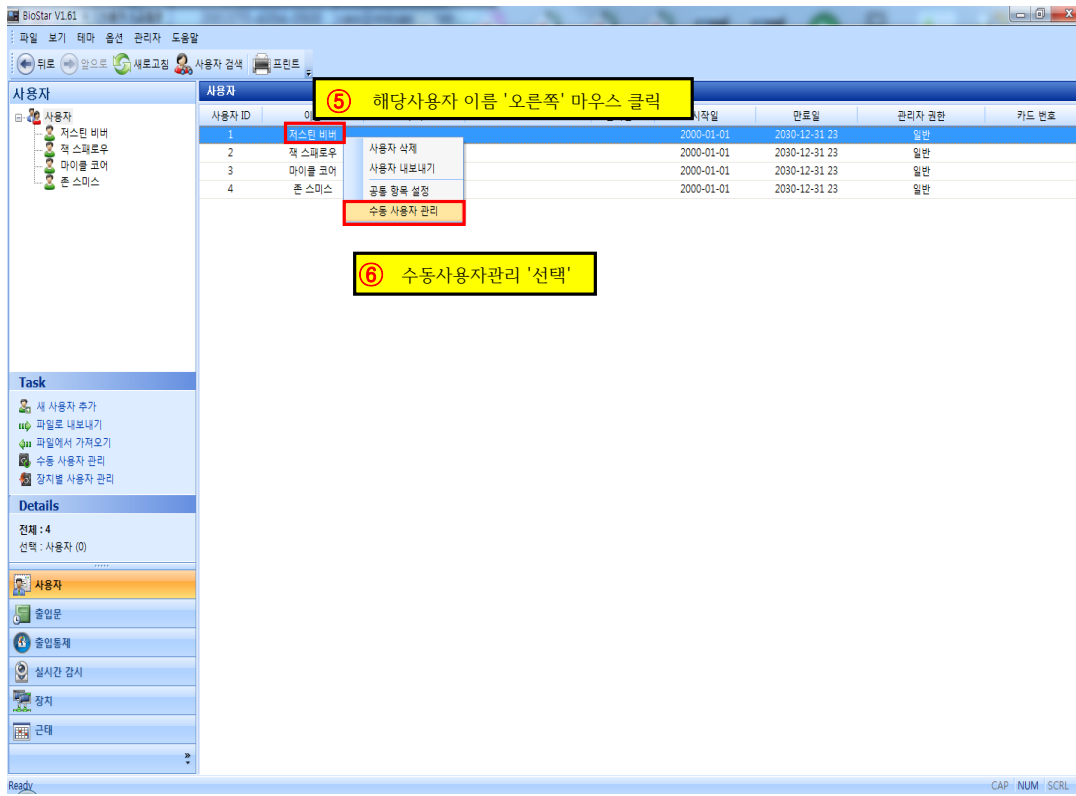 BioStar V1.61
파일 보기 테마 옵션 관리자 도움말
뒤로 앞으로 새로고침 사용자 검색 프린트
사용자
사용자
저스틴 비버
잭 스패로우
마이클 코어
존 스미스
사용자
⑤ 해당사용자 이름 '오른쪽' 마우스 클릭
사용자 ID 만료일 관리자 권한 카드 번호
1 저스틴 비버 2000-01-01 2030-12-31 23 일반
2 잭 스패로우 2000-01-01 2030-12-31 23 일반
3 마이클 코어 2000-01-01 2030-12-31 23 일반
4 존 스미스 2000-01-01 2030-12-31 23 일반
사용자 삭제
사용자 내보내기
공통 항목 설정
수동 사용자 관리
⑥ 수동사용자관리 '선택'
Task
새 사용자 추가
파일로 내보내기
파일에서 가져오기
수동 사용자 관리
장치별 사용자 관리
Details
전체 : 4
선택 : 사용자 (0)
사용자
출입문
출입통제
실시간 감시
장치
근태
Ready CAP NUM SCRL